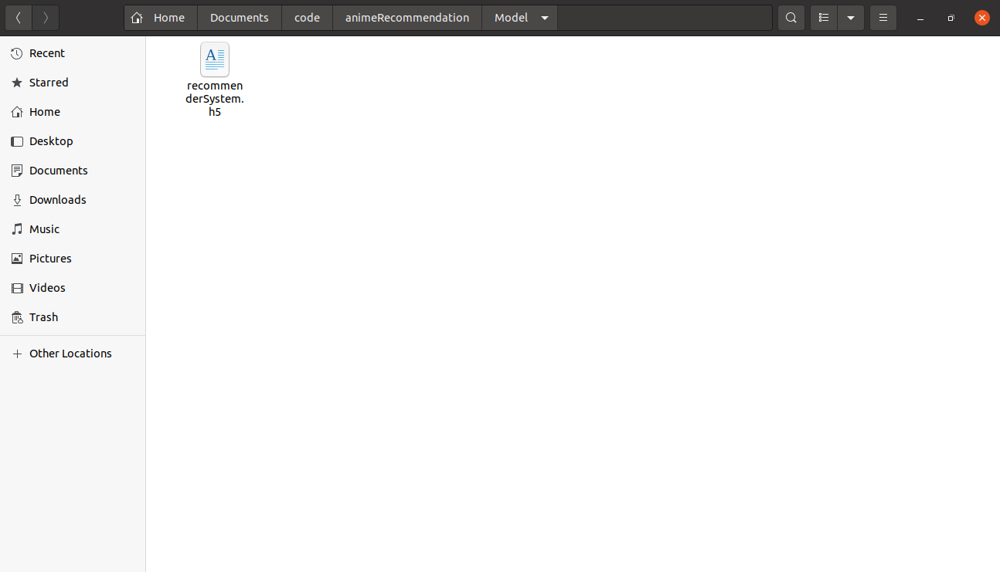 Home Documents code animeRecommendation Model
Recent
Starred
Home
Desktop
Documents
Downloads
Music
Pictures
Videos
Trash
Other Locations
A
recommen
derSystem.
h5